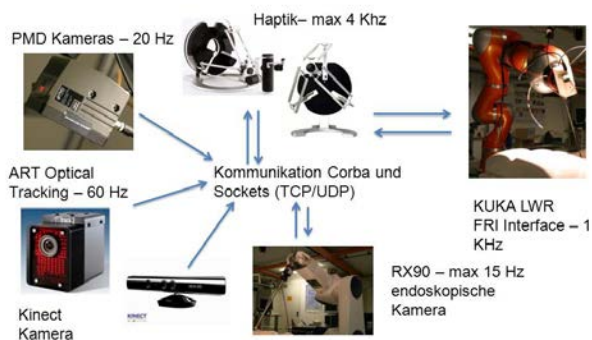 PMD Kameras – 20 Hz
Haptik– max 4 Khz
ART Optical
Tracking – 60 Hz
Kommunikation Corba und
Sockets (TCP/UDP)
KUKA LWR
FRI Interface – 1
KHz
RX90 – max 15 Hz
endoskopische
Kamera
KINECT
Kinect
Kamera